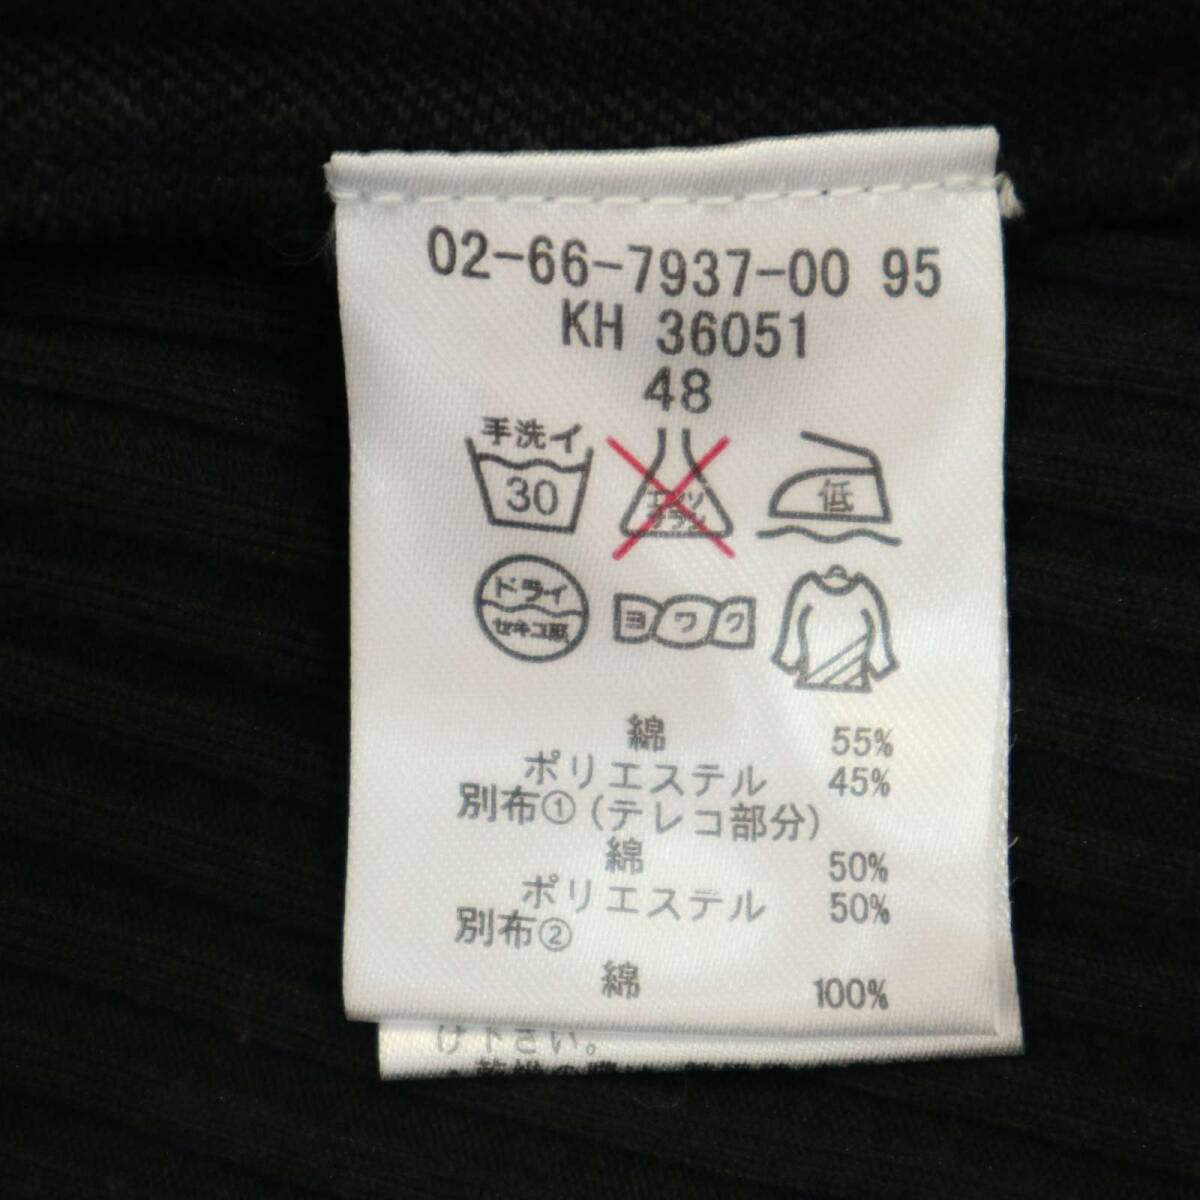 02-66-7937-00 95
KH 36051
48
手洗イ
30
エンソ
サラシ
低
ドライ
セキユ系
ヨワク
綿 55%
ポリエステル 45%
別布① (テレコ部分)
綿 50%
ポリエステル 50%
別布②
綿 100%
け下さい。